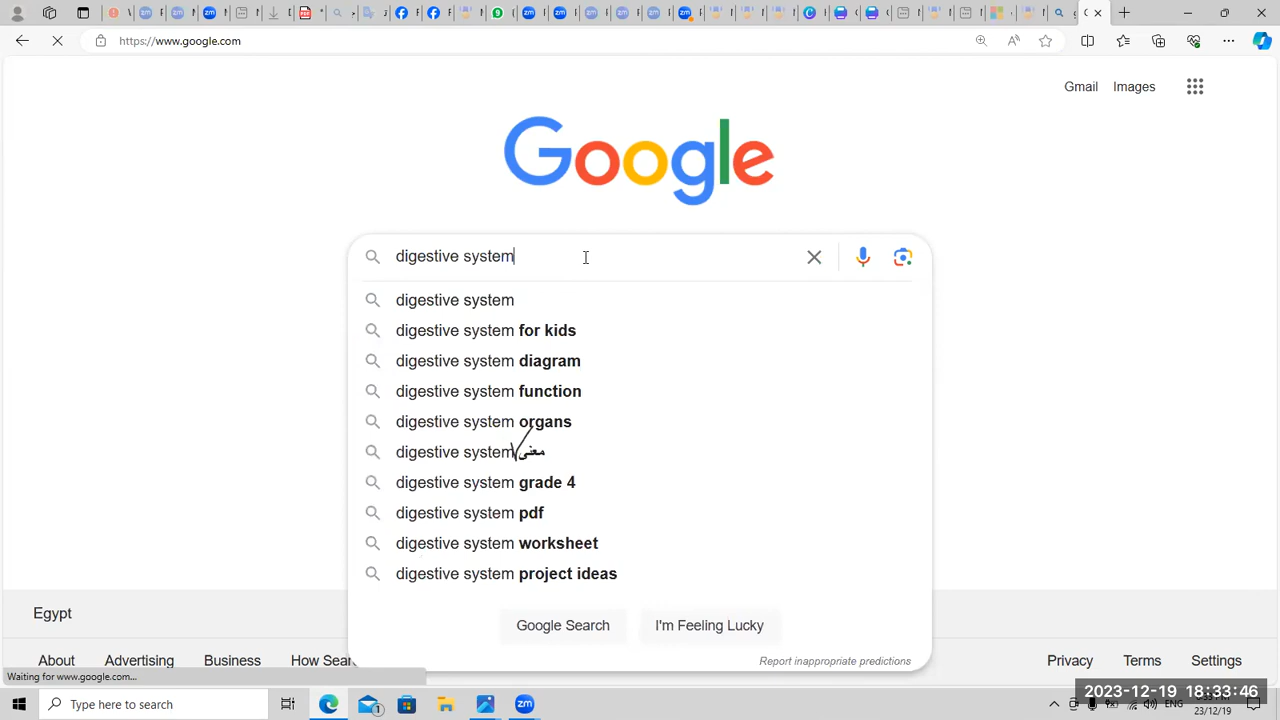 https://www.google.com
Gmail Images
Google
digestive system
digestive system
digestive system for kids
digestive system diagram
digestive system function
digestive system organs
digestive system معنى
digestive system grade 4
digestive system pdf
digestive system worksheet
digestive system project ideas
Google Search I'm Feeling Lucky
Report inappropriate predictions
Egypt
About Advertising Business How Sear
Privacy Terms Settings
Waiting for www.google.com...
Type here to search
2023-12-19 18:33:46
ENG
23/12/19